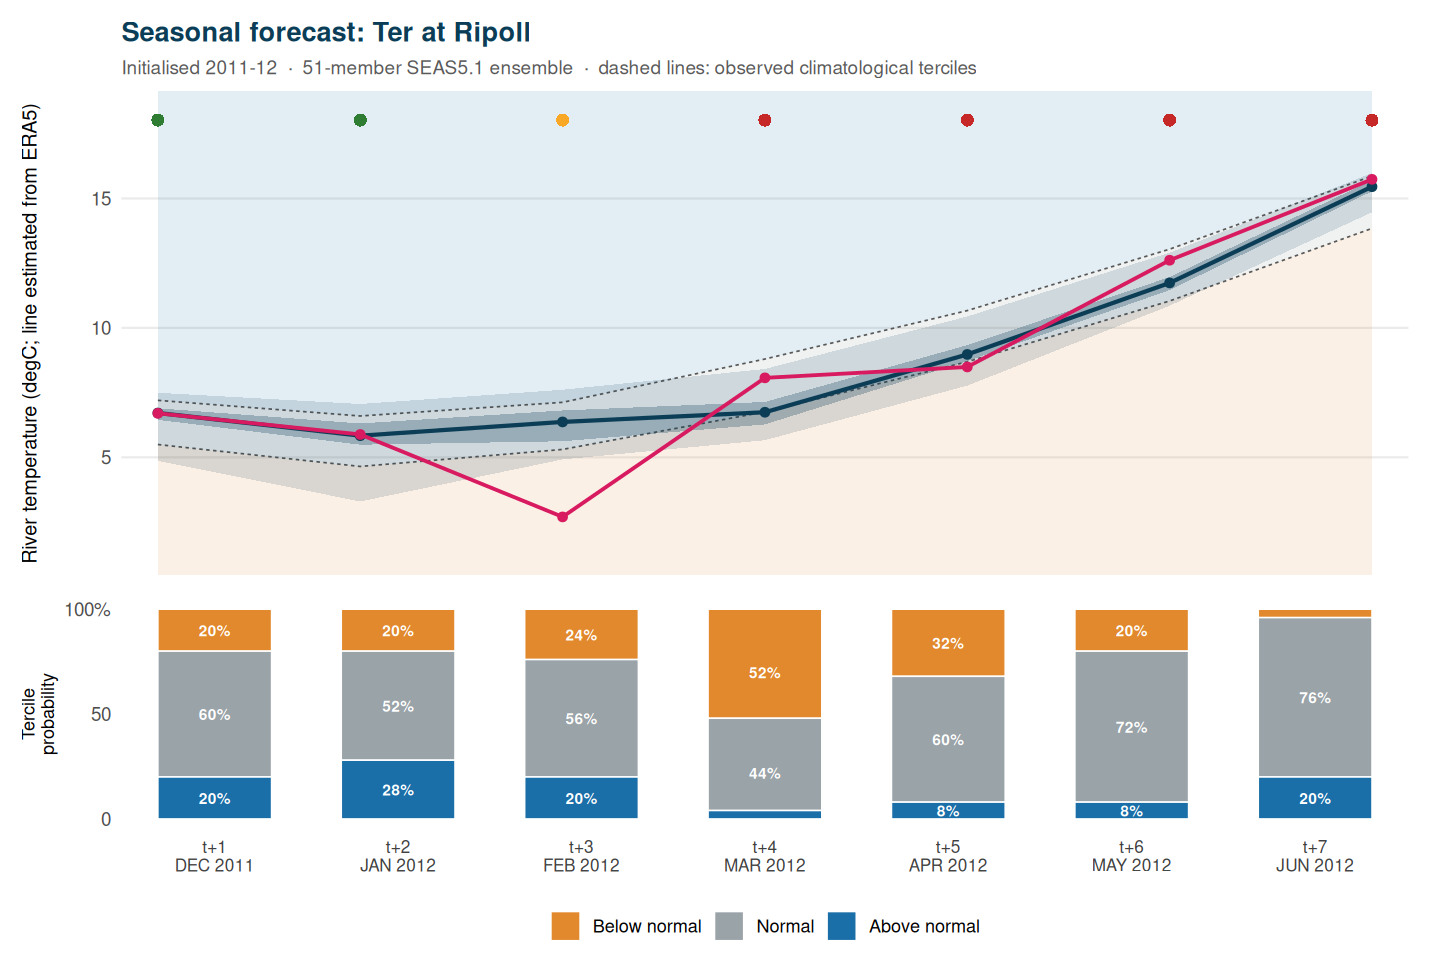 Seasonal forecast: Ter at Ripoll
Initialised 2011-12 · 51-member SEAS5.1 ensemble · dashed lines: observed climatological terciles
River temperature (degC; line estimated from ERA5)
15
10
5
Tercile
probability
100%
50
0
20% 20% 24% 52% 32% 20%
60% 52% 56% 44% 60% 72% 76%
20% 28% 20% 8% 8% 20%
t+1 t+2 t+3 t+4 t+5 t+6 t+7
DEC 2011 JAN 2012 FEB 2012 MAR 2012 APR 2012 MAY 2012 JUN 2012
Below normal Normal Above normal